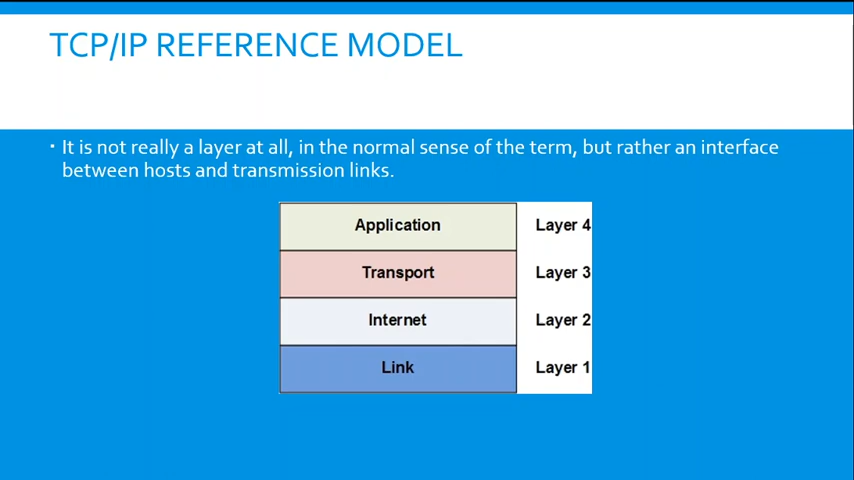 TCP/IP REFERENCE MODEL
▪ It is not really a layer at all, in the normal sense of the term, but rather an interface
between hosts and transmission links.
Application Layer 4
Transport Layer 3
Internet Layer 2
Link Layer 1